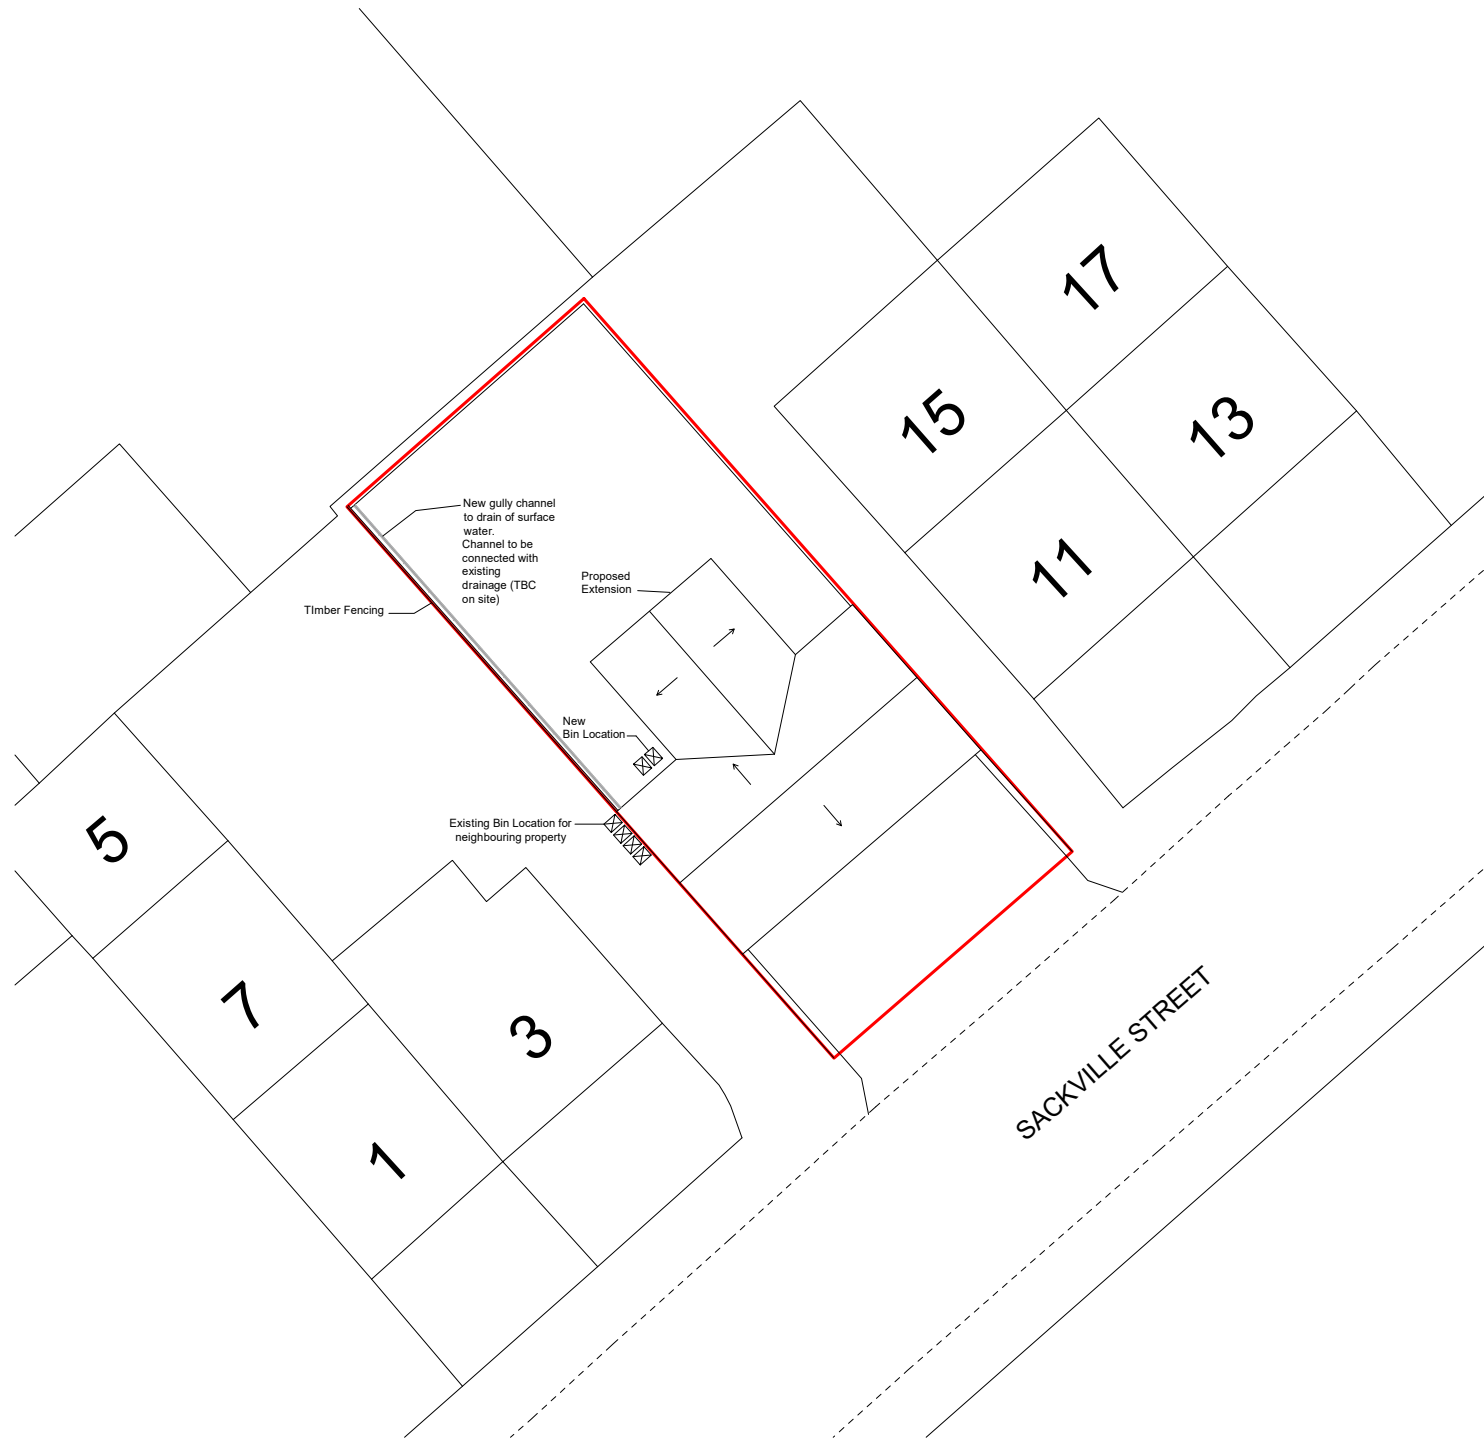 17
15
13
New gully channel
to drain of surface
water.
Channel to be
connected with
existing
drainage (TBC
on site)
11
Proposed
Extension
TImber Fencing
New
Bin Location
Existing Bin Location for
neighbouring property
5
7
3
1
SACKVILLE STREET